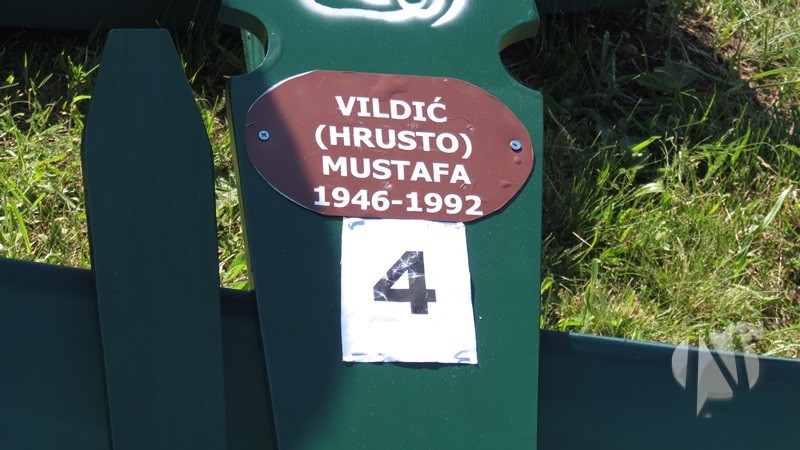 VILDIĆ
(HRUSTO)
MUSTAFA
1946-1992
4